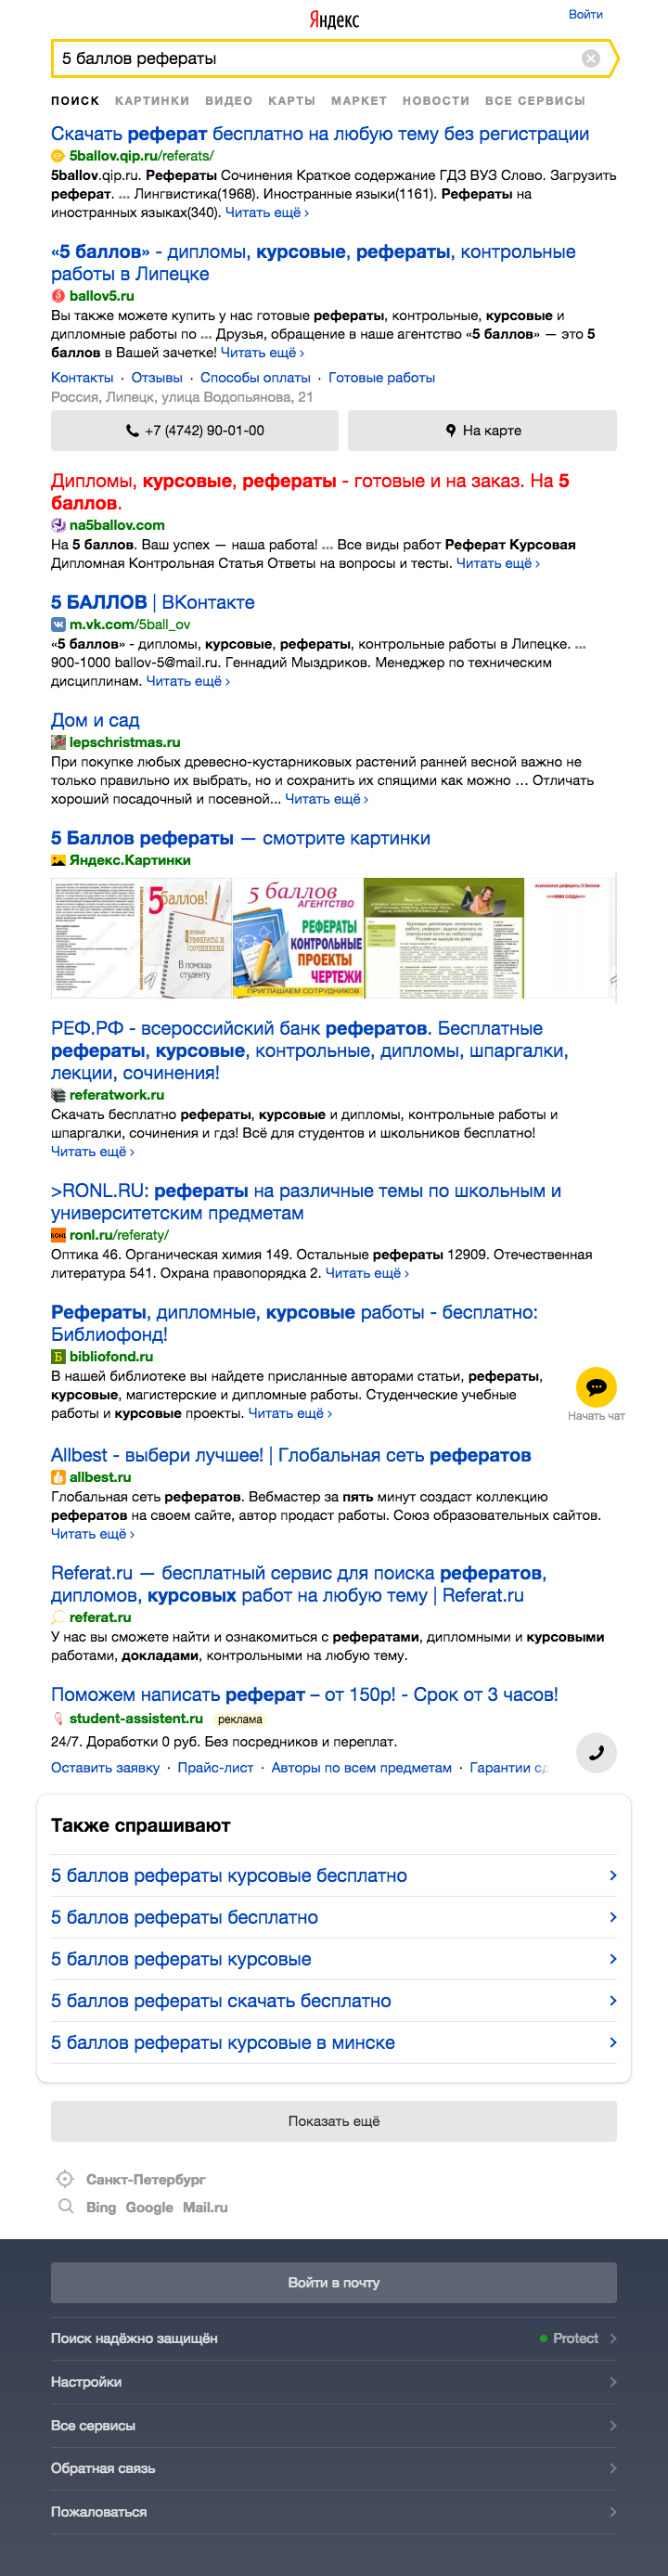 Яндекс
Войти
5 баллов рефераты
ПОИСК КАРТИНКИ ВИДЕО КАРТЫ МАРКЕТ НОВОСТИ ВСЕ СЕРВИСЫ
Скачать реферат бесплатно на любую тему без регистрации
5ballov.qip.ru/referats/
5ballov.qip.ru. Рефераты Сочинения Краткое содержание ГДЗ ВУЗ Слово. Загрузить
реферат. ... Лингвистика(1968). Иностранные языки(1161). Рефераты на
иностранных языках(340). Читать ещё ›
«5 баллов» - дипломы, курсовые, рефераты, контрольные
работы в Липецке
ballov5.ru
Вы также можете купить у нас готовые рефераты, контрольные, курсовые и
дипломные работы по ... Друзья, обращение в наше агентство «5 баллов» — это 5
баллов в Вашей зачетке! Читать ещё ›
Контакты · Отзывы · Способы оплаты · Готовые работы
Россия, Липецк, улица Водопьянова, 21
+7 (4742) 90-01-00
На карте
Дипломы, курсовые, рефераты - готовые и на заказ. На 5
баллов.
na5ballov.com
На 5 баллов. Ваш успех — наша работа! ... Все виды работ Реферат Курсовая
Дипломная Контрольная Статья Ответы на вопросы и тесты. Читать ещё ›
5 БАЛЛОВ | ВКонтакте
m.vk.com/5ball_ov
«5 баллов» - дипломы, курсовые, рефераты, контрольные работы в Липецке. ...
900-1000 ballov-5@mail.ru. Геннадий Мыздриков. Менеджер по техническим
дисциплинам. Читать ещё ›
Дом и сад
lepschristmas.ru
При покупке любых древесно-кустарниковых растений ранней весной важно не
только правильно их выбрать, но и сохранить их спящими как можно … Отличать
хороший посадочный и посевной... Читать ещё ›
5 Баллов рефераты — смотрите картинки
Яндекс.Картинки
5 баллов!
В помощь
студенту
5 баллов
АГЕНТСТВО
РЕФЕРАТЫ
КОНТРОЛЬНЫЕ
ПРОЕКТЫ
ЧЕРТЕЖИ
ПРИГЛАШАЕМ СОТРУДНИКОВ
РЕФ.РФ - всероссийский банк рефератов. Бесплатные
рефераты, курсовые, контрольные, дипломы, шпаргалки,
лекции, сочинения!
referatwork.ru
Скачать бесплатно рефераты, курсовые и дипломы, контрольные работы и
шпаргалки, сочинения и гдз! Всё для студентов и школьников бесплатно!
Читать ещё ›
>RONL.RU: рефераты на различные темы по школьным и
университетским предметам
RONL ronl.ru/referaty/
Оптика 46. Органическая химия 149. Остальные рефераты 12909. Отечественная
литература 541. Охрана правопорядка 2. Читать ещё ›
Рефераты, дипломные, курсовые работы - бесплатно:
Библиофонд!
Б bibliofond.ru
В нашей библиотеке вы найдете присланные авторами статьи, рефераты,
курсовые, магистерские и дипломные работы. Студенческие учебные
работы и курсовые проекты. Читать ещё ›
Начать чат
Allbest - выбери лучшее! | Глобальная сеть рефератов
allbest.ru
Глобальная сеть рефератов. Вебмастер за пять минут создаст коллекцию
рефератов на своем сайте, автор продаст работы. Союз образовательных сайтов.
Читать ещё ›
Referat.ru — бесплатный сервис для поиска рефератов,
дипломов, курсовых работ на любую тему | Referat.ru
referat.ru
У нас вы сможете найти и ознакомиться с рефератами, дипломными и курсовыми
работами, докладами, контрольными на любую тему.
Поможем написать реферат – от 150р! - Срок от 3 часов!
student-assistent.ru реклама
24/7. Доработки 0 руб. Без посредников и переплат.
Оставить заявку · Прайс-лист · Авторы по всем предметам · Гарантии сд
Также спрашивают
5 баллов рефераты курсовые бесплатно
5 баллов рефераты бесплатно
5 баллов рефераты курсовые
5 баллов рефераты скачать бесплатно
5 баллов рефераты курсовые в минске
Показать ещё
Санкт-Петербург
Bing Google Mail.ru
Войти в почту
Поиск надёжно защищён
Protect
Настройки
Все сервисы
Обратная связь
Пожаловаться